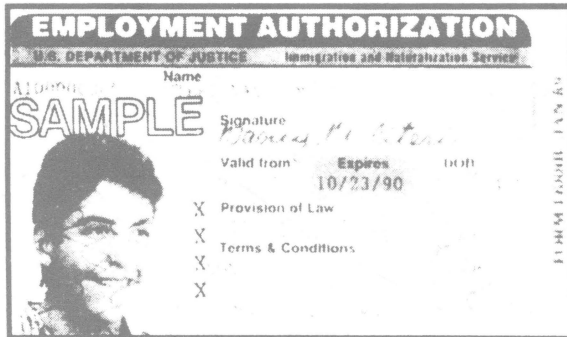 EMPLOYMENT AUTHORIZATION
U.S. DEPARTMENT OF JUSTICE Immigration and Naturalization Service
Name
SAMPLE
Signature
Valid from Expires DOB
10/23/90
X Provision of Law
X
Terms & Conditions
X
X